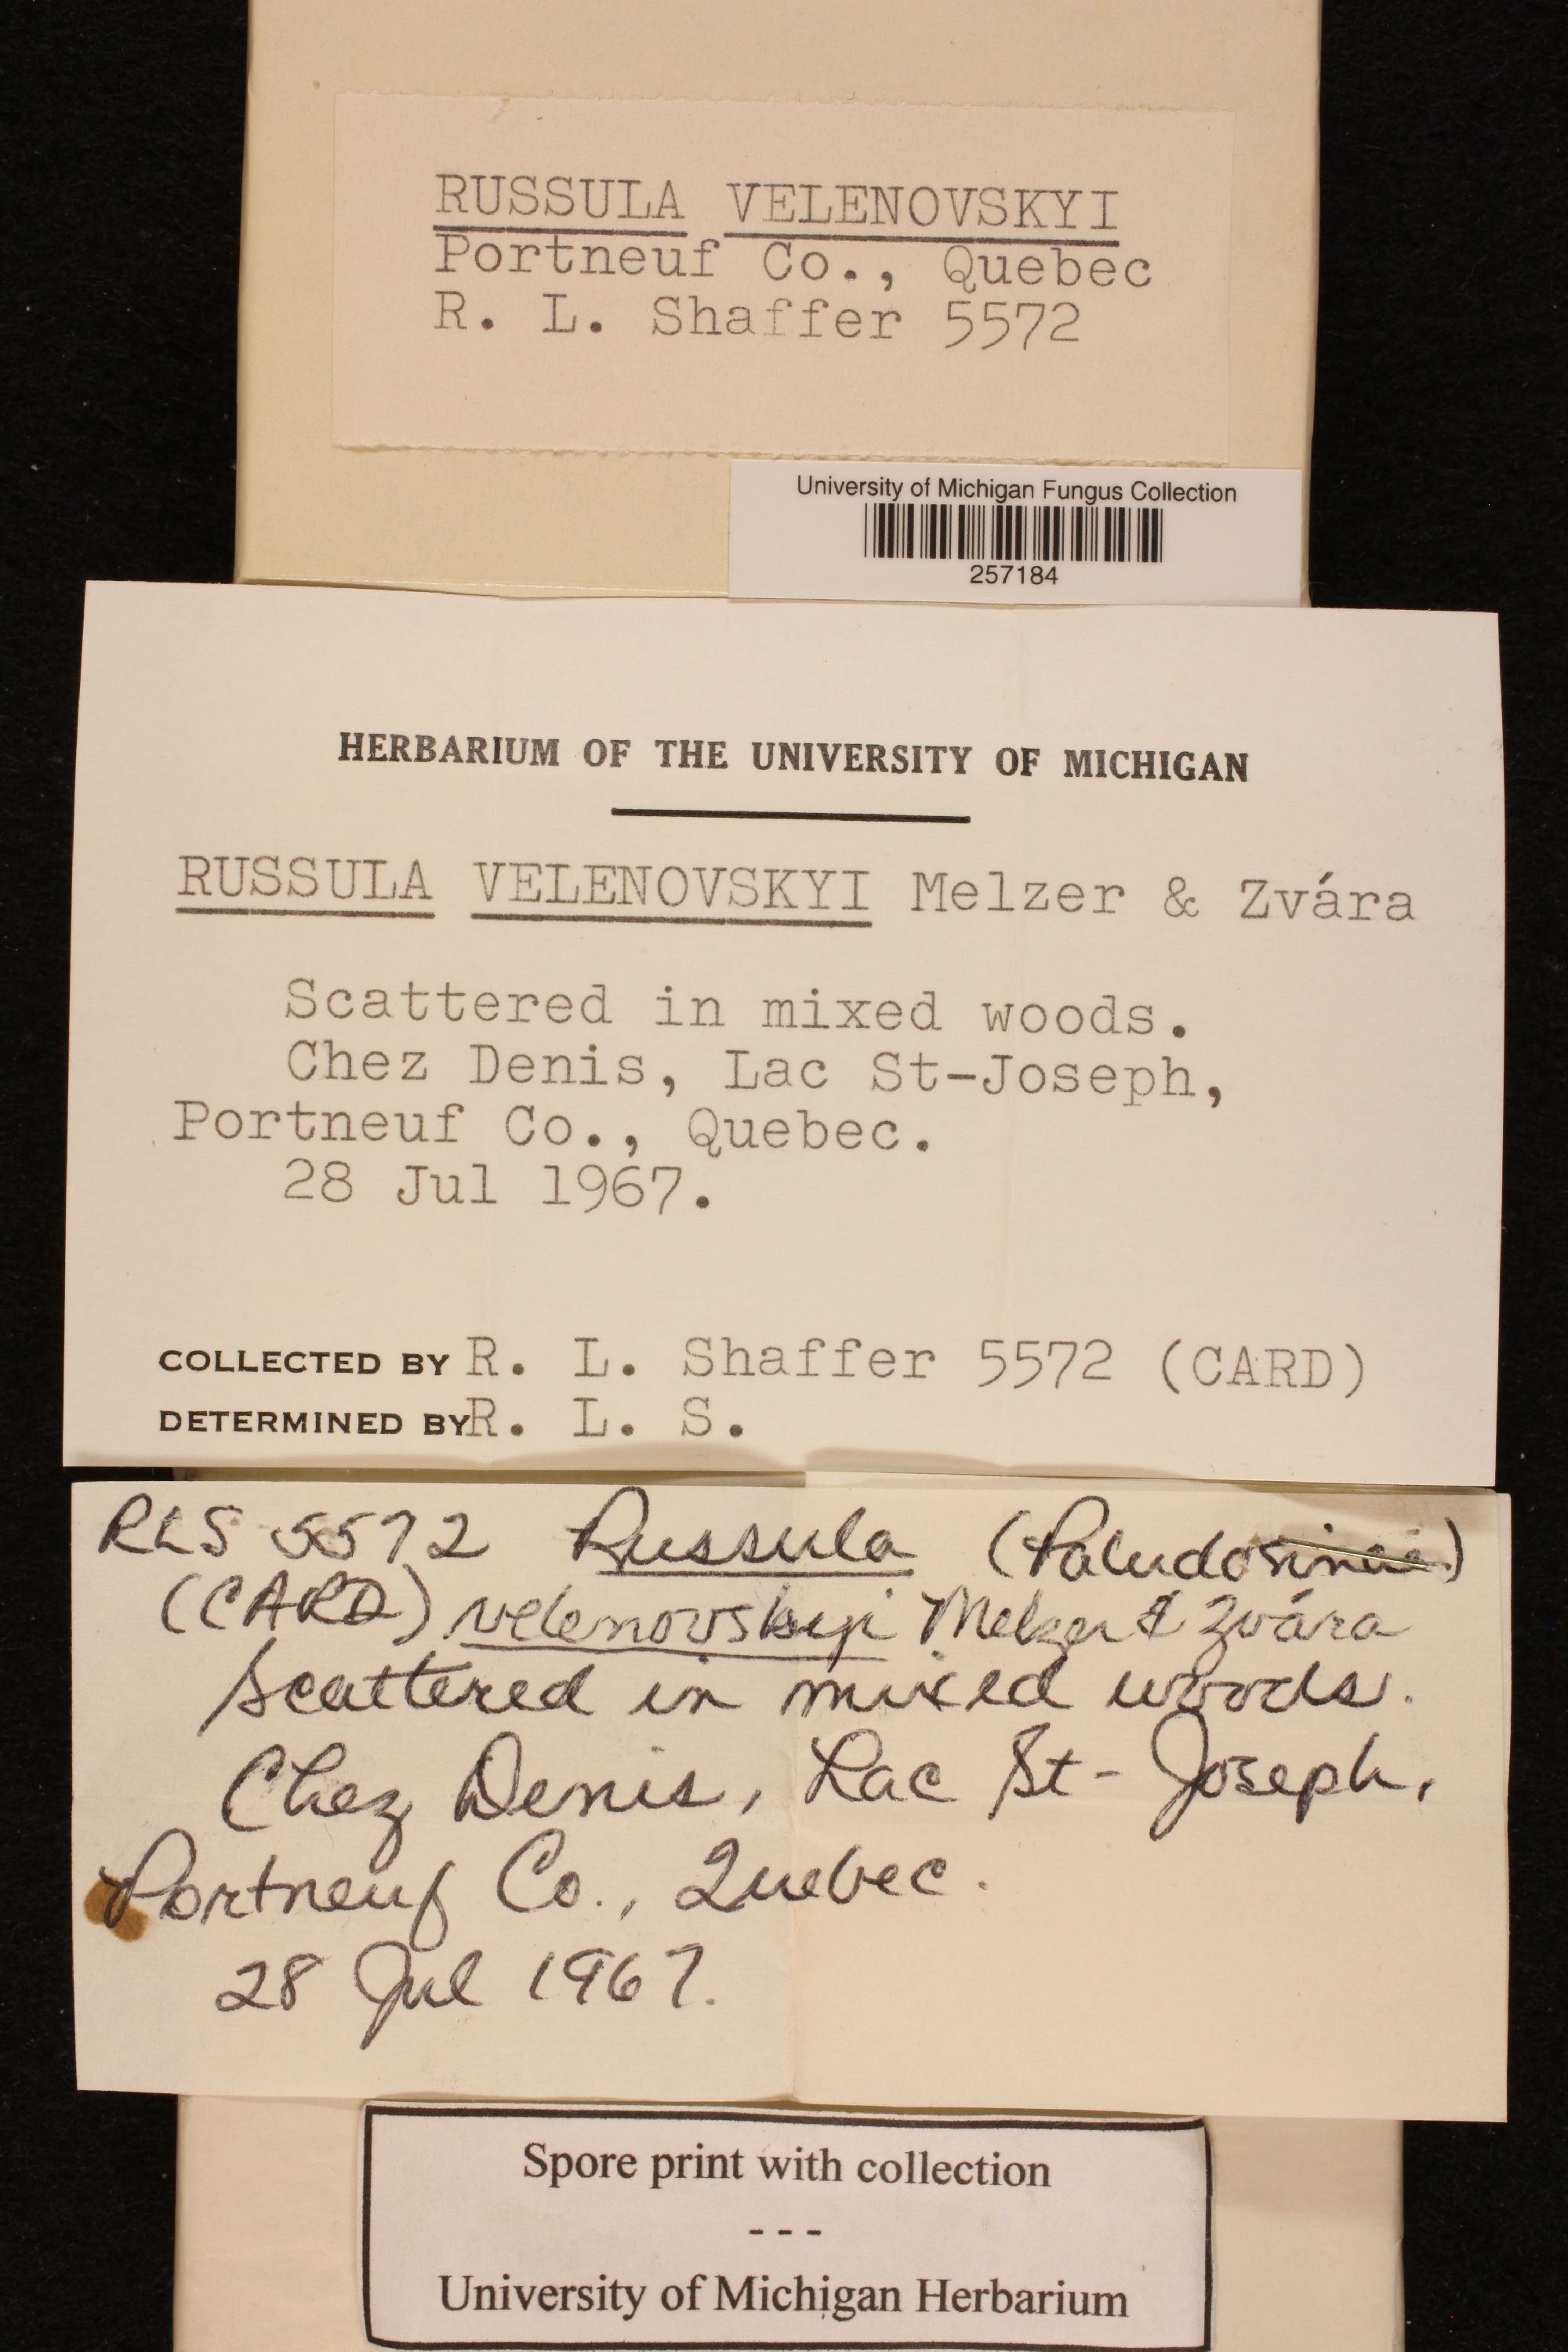 RUSSULA VELENOVSKYI
Portneuf Co., Quebec
R. L. Shaffer 5572
University of Michigan Fungus Collection
257184
HERBARIUM OF THE UNIVERSITY OF MICHIGAN
RUSSULA VELENOVSKYI Melzer & Zvára
Scattered in mixed woods.
Chez Denis, Lac St-Joseph,
Portneuf Co., Quebec.
28 Jul 1967.
COLLECTED BY R. L. Shaffer 5572 (CARD)
DETERMINED BY R. L. S.
RLS 5572 Russula (Paludosinae)
(CARD) velenovskyi Melzer & Zvára
Scattered in mixed woods.
Chez Denis, Lac St-Joseph,
Portneuf Co., Quebec.
28 Jul 1967.
Spore print with collection
---
University of Michigan Herbarium